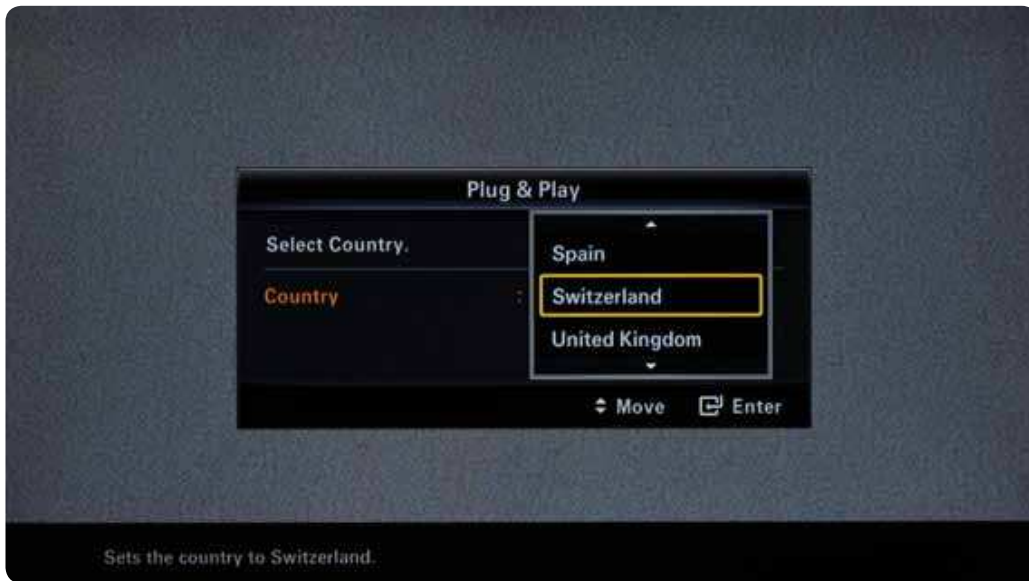 Plug & Play
Select Country.
Spain
Country :
Switzerland
United Kingdom
Move Enter
Sets the country to Switzerland.